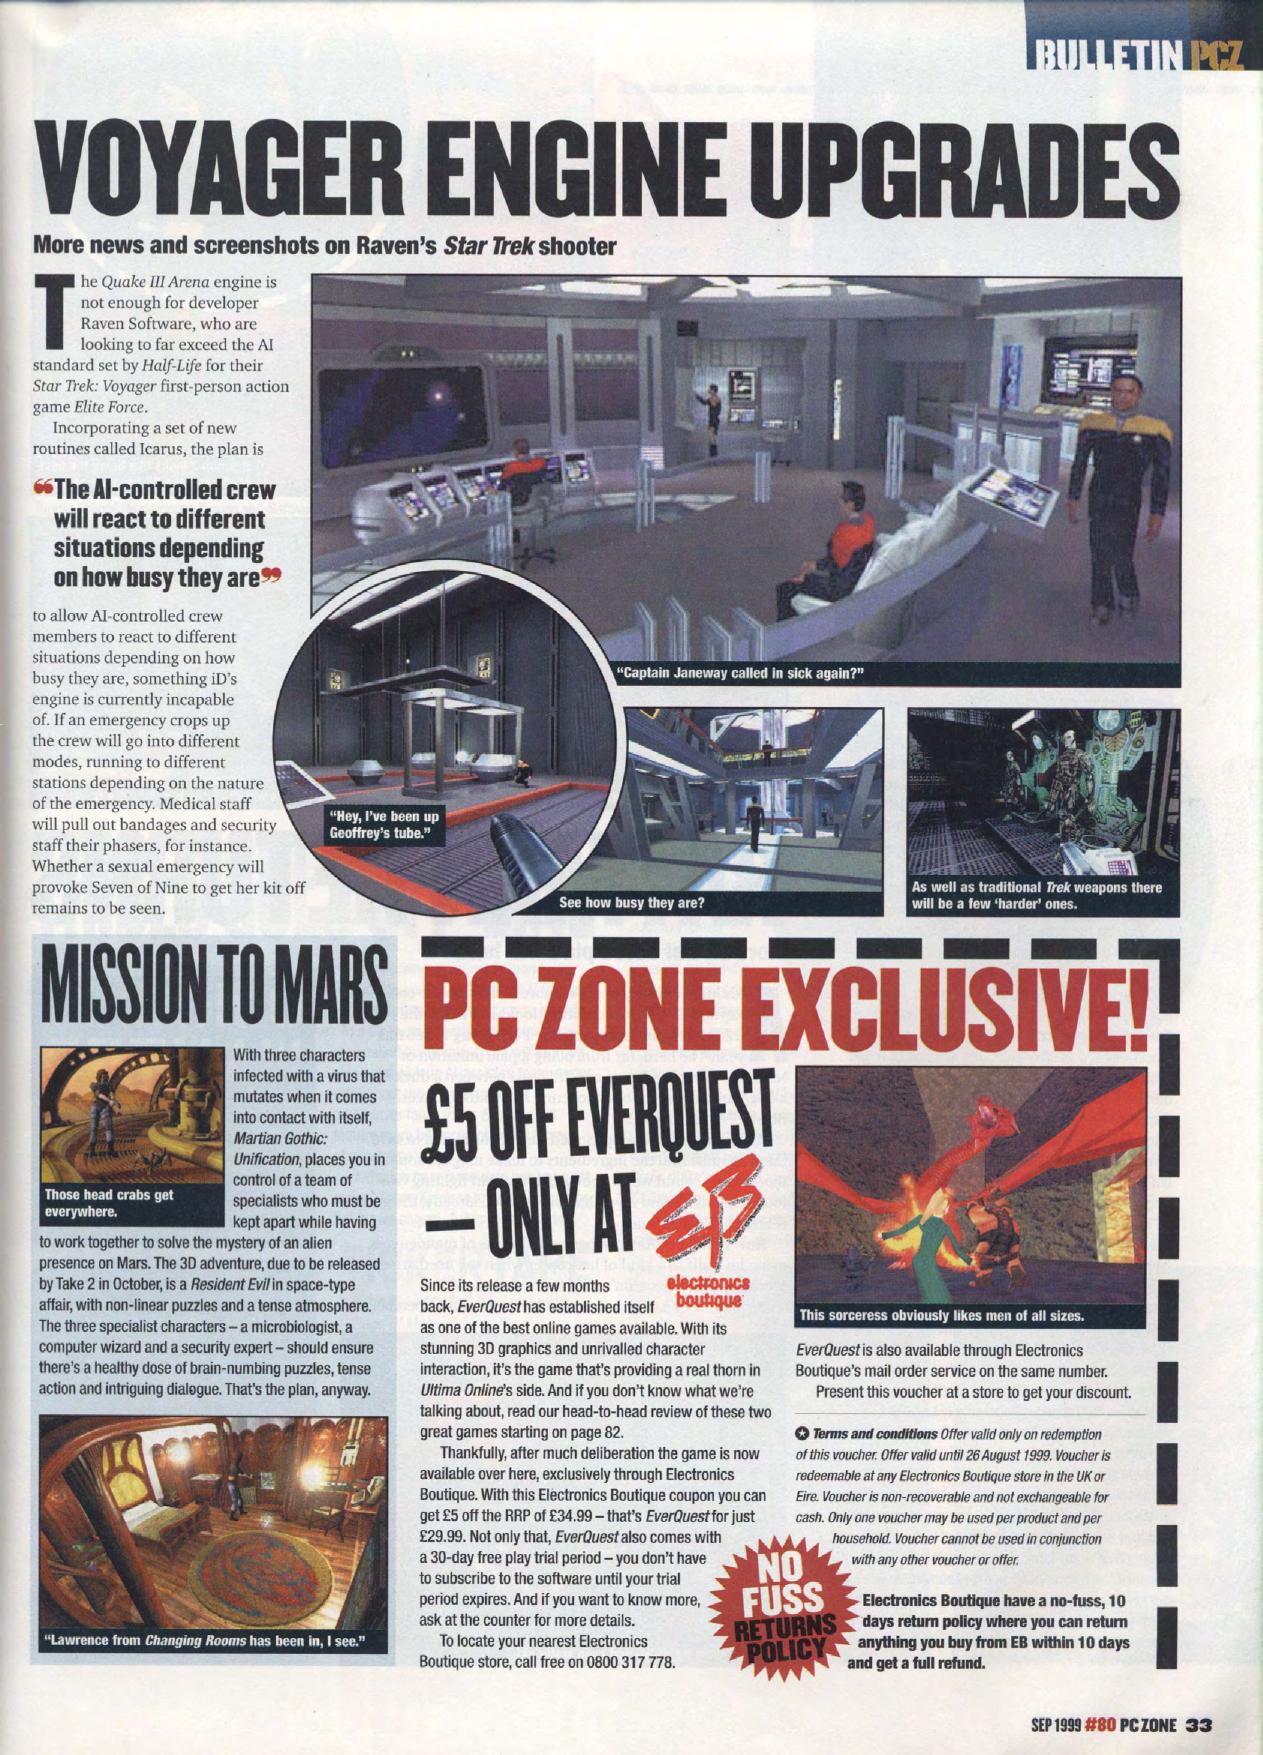 BULLETIN PCZ
VOYAGER ENGINE UPGRADES
More news and screenshots on Raven's Star Trek shooter
The Quake III Arena engine is
not enough for developer
Raven Software, who are
looking to far exceed the AI
standard set by Half-Life for their
Star Trek: Voyager first-person action
game Elite Force.
Incorporating a set of new
routines called Icarus, the plan is
“The AI-controlled crew
will react to different
situations depending
on how busy they are”
to allow AI-controlled crew
members to react to different
situations depending on how
busy they are, something iD's
engine is currently incapable
of. If an emergency crops up
the crew will go into different
modes, running to different
stations depending on the nature
of the emergency. Medical staff
will pull out bandages and security
staff their phasers, for instance.
Whether a sexual emergency will
provoke Seven of Nine to get her kit off
remains to be seen.
“Captain Janeway called in sick again?”
“Hey, I've been up
Geoffrey's tube.”
See how busy they are?
As well as traditional Trek weapons there
will be a few ‘harder’ ones.
MISSION TO MARS
Those head crabs get
everywhere.
With three characters
infected with a virus that
mutates when it comes
into contact with itself,
Martian Gothic:
Unification, places you in
control of a team of
specialists who must be
kept apart while having
to work together to solve the mystery of an alien
presence on Mars. The 3D adventure, due to be released
by Take 2 in October, is a Resident Evil in space-type
affair, with non-linear puzzles and a tense atmosphere.
The three specialist characters – a microbiologist, a
computer wizard and a security expert – should ensure
there's a healthy dose of brain-numbing puzzles, tense
action and intriguing dialogue. That's the plan, anyway.
“Lawrence from Changing Rooms has been in, I see.”
PC ZONE EXCLUSIVE!
£5 OFF EVERQUEST
– ONLY AT EB
electronics
boutique
Since its release a few months
back, EverQuest has established itself
as one of the best online games available. With its
stunning 3D graphics and unrivalled character
interaction, it's the game that's providing a real thorn in
Ultima Online's side. And if you don't know what we're
talking about, read our head-to-head review of these two
great games starting on page 82.
Thankfully, after much deliberation the game is now
available over here, exclusively through Electronics
Boutique. With this Electronics Boutique coupon you can
get £5 off the RRP of £34.99 – that's EverQuest for just
£29.99. Not only that, EverQuest also comes with
a 30-day free play trial period – you don't have
to subscribe to the software until your trial
period expires. And if you want to know more,
ask at the counter for more details.
To locate your nearest Electronics
Boutique store, call free on 0800 317 778.
This sorceress obviously likes men of all sizes.
EverQuest is also available through Electronics
Boutique's mail order service on the same number.
Present this voucher at a store to get your discount.
Terms and conditions Offer valid only on redemption
of this voucher. Offer valid until 26 August 1999. Voucher is
redeemable at any Electronics Boutique store in the UK or
Eire. Voucher is non-recoverable and not exchangeable for
cash. Only one voucher may be used per product and per
household. Voucher cannot be used in conjunction
with any other voucher or offer.
NO
FUSS
RETURNS
POLICY
Electronics Boutique have a no-fuss, 10
days return policy where you can return
anything you buy from EB within 10 days
and get a full refund.
SEP 1999 #80 PC ZONE 33